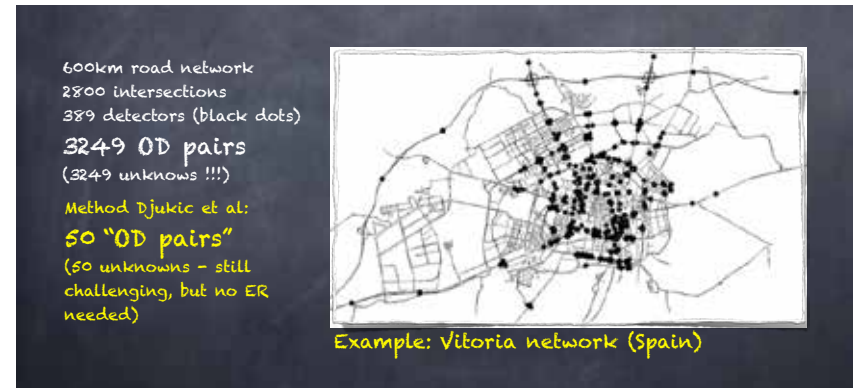 600km road network
2800 intersections
389 detectors (black dots)
3249 OD pairs
(3249 unknows !!!)
Method Djukic et al:
50 "OD pairs"
(50 unknowns - still
challenging, but no ER
needed)
Example: Vitoria network (Spain)